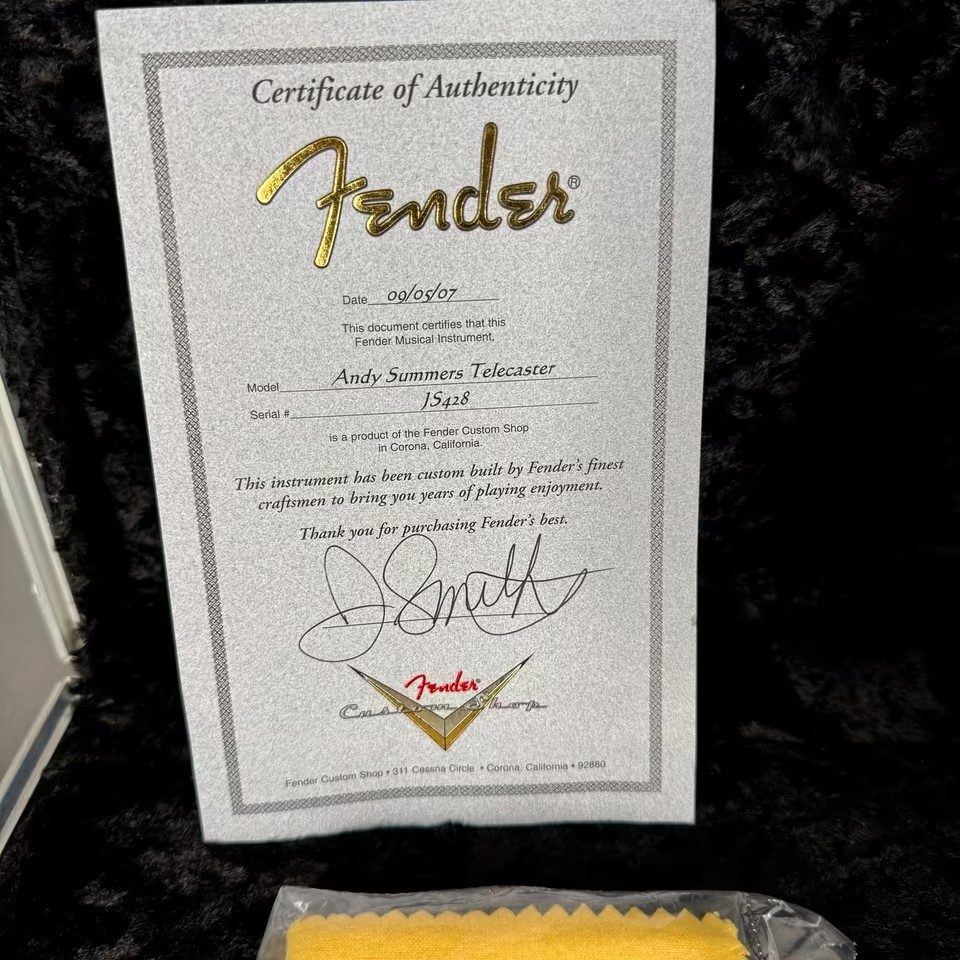 Certificate of Authenticity
Fender®
Date 09/05/07
This document certifies that this
Fender Musical Instrument,
Model Andy Summers Telecaster
Serial # JS428
is a product of the Fender Custom Shop
in Corona, California.
This instrument has been custom built by Fender's finest
craftsmen to bring you years of playing enjoyment.
Thank you for purchasing Fender's best.
J Smith
Fender®
Custom Shop
Fender Custom Shop • 311 Cessna Circle • Corona, California • 92880